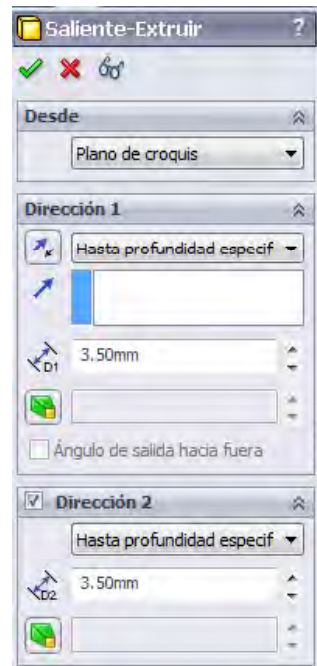 Saliente-Extruir ?
Desde
Plano de croquis
Dirección 1
Hasta profundidad especif
D1 3.50mm
Ángulo de salida hacia fuera
Dirección 2
Hasta profundidad especif
D2 3.50mm